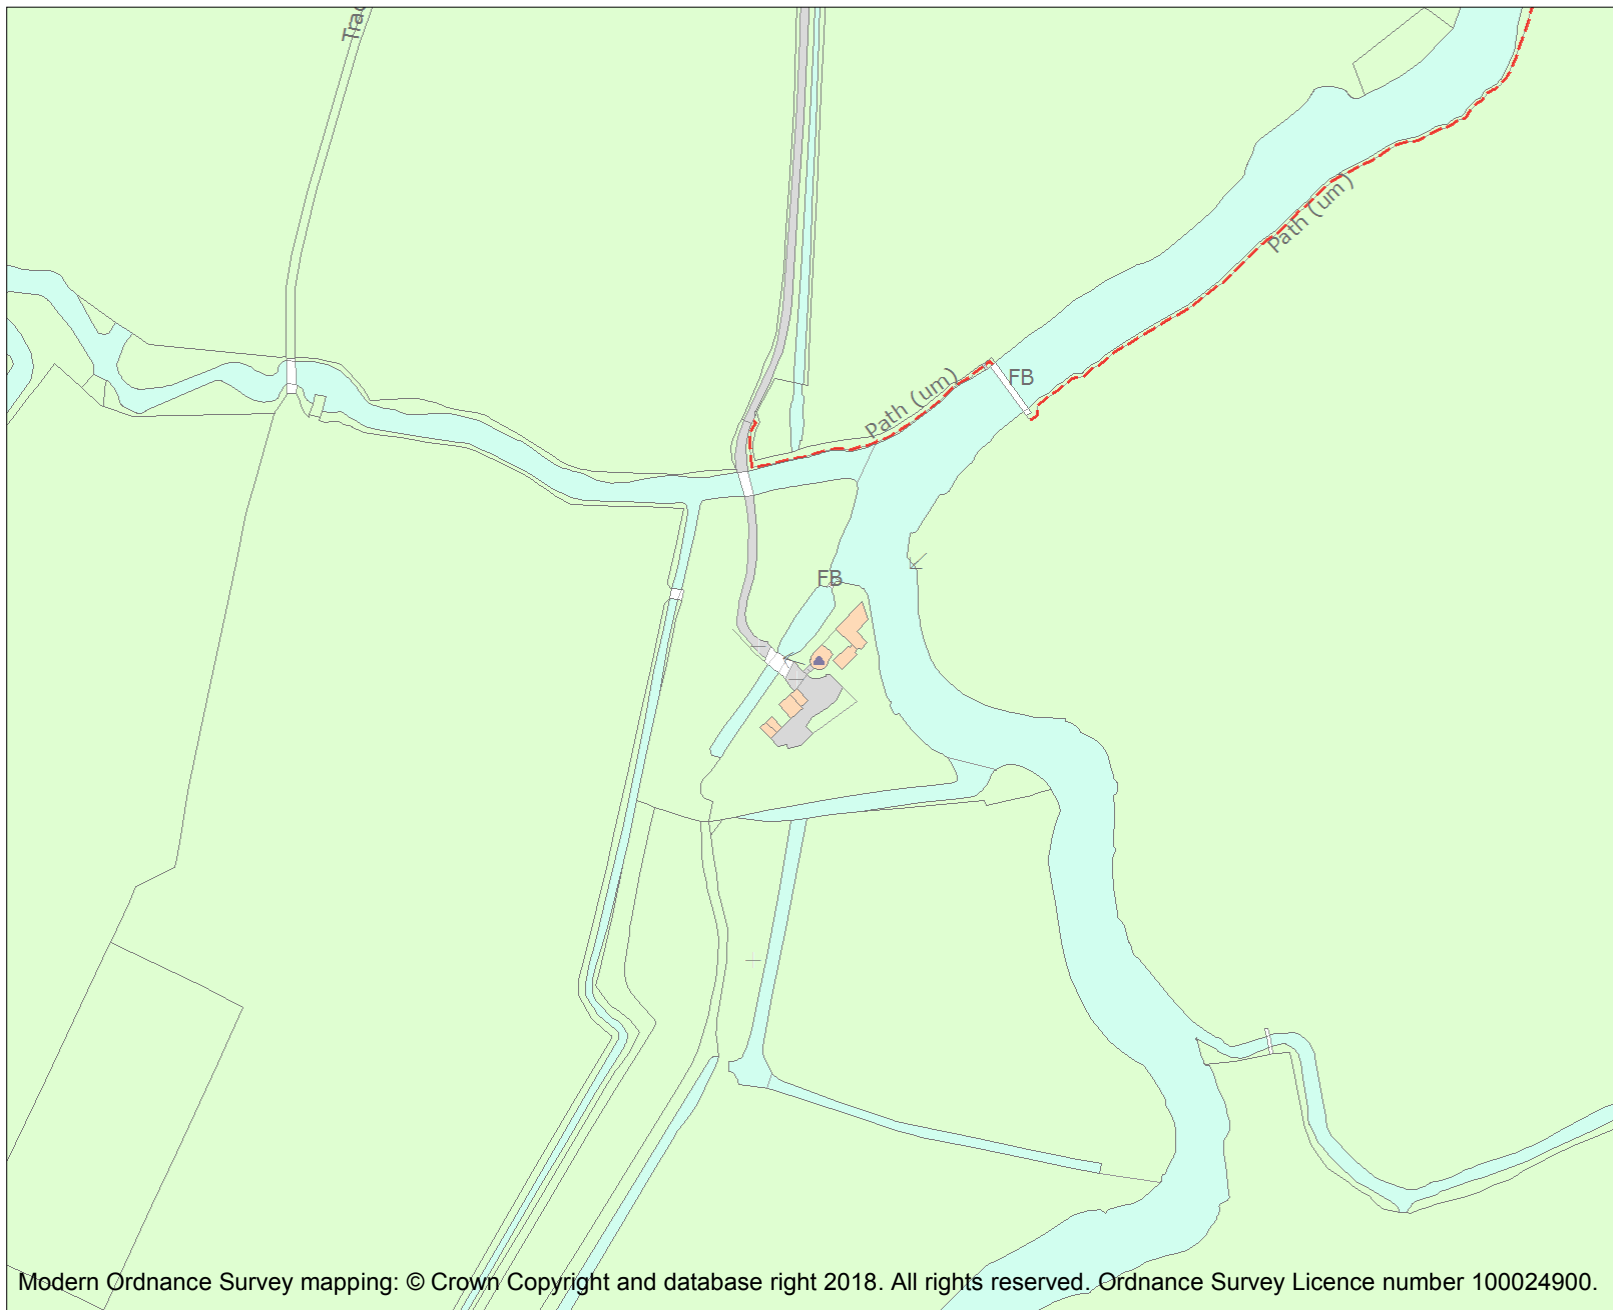 Path (um)
Path (um)
FB
FB
Modern Ordnance Survey mapping: © Crown Copyright and database right 2018. All rights reserved. Ordnance Survey Licence number 100024900.